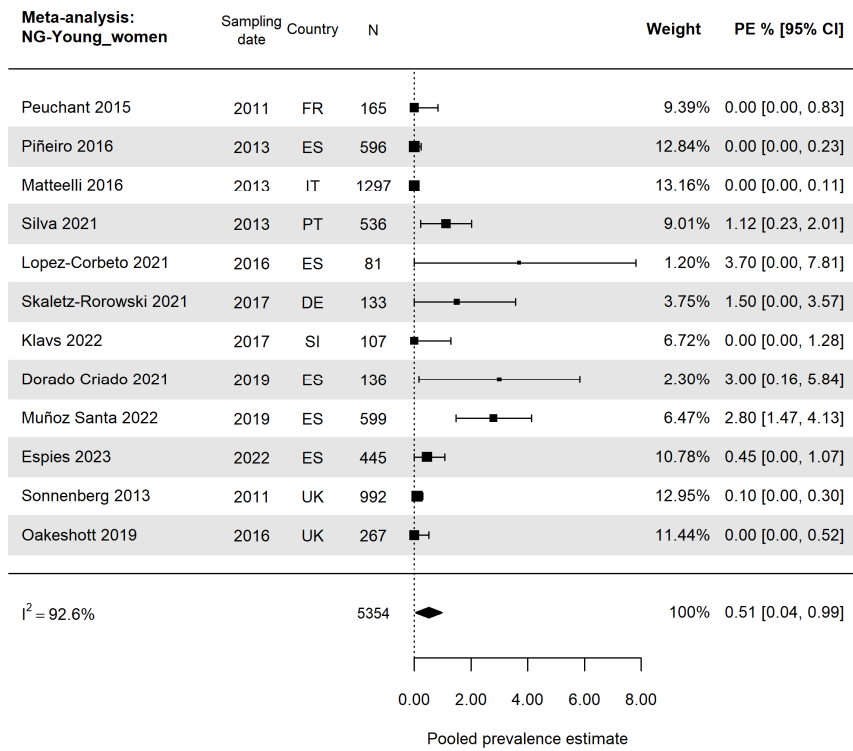 Meta-analysis: NG-Young_women Sampling date Country N Weight PE % [95% CI]
Peuchant 2015 2011 FR 165 9.39% 0.00 [0.00, 0.83]
Piñeiro 2016 2013 ES 596 12.84% 0.00 [0.00, 0.23]
Matteelli 2016 2013 IT 1297 13.16% 0.00 [0.00, 0.11]
Silva 2021 2013 PT 536 9.01% 1.12 [0.23, 2.01]
Lopez-Corbeto 2021 2016 ES 81 1.20% 3.70 [0.00, 7.81]
Skaletz-Rorowski 2021 2017 DE 133 3.75% 1.50 [0.00, 3.57]
Klavs 2022 2017 SI 107 6.72% 0.00 [0.00, 1.28]
Dorado Criado 2021 2019 ES 136 2.30% 3.00 [0.16, 5.84]
Muñoz Santa 2022 2019 ES 599 6.47% 2.80 [1.47, 4.13]
Espies 2023 2022 ES 445 10.78% 0.45 [0.00, 1.07]
Sonnenberg 2013 2011 UK 992 12.95% 0.10 [0.00, 0.30]
Oakeshott 2019 2016 UK 267 11.44% 0.00 [0.00, 0.52]
I² = 92.6% 5354 100% 0.51 [0.04, 0.99]
0.00 2.00 4.00 6.00 8.00
Pooled prevalence estimate